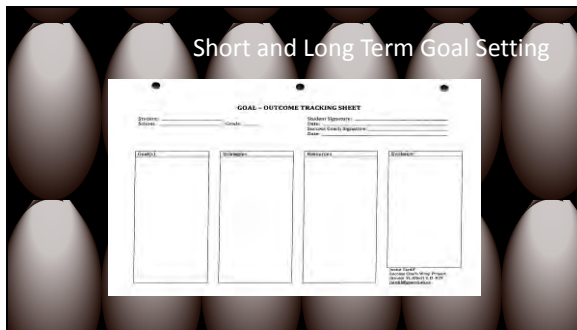 Short and Long Term Goal Setting
GOAL – OUTCOME TRACKING SHEET
Student: Student Signature:
School: Grade: Date:
Success Coach Signature:
Date:
Goal(s) Strategies Resources Evidence